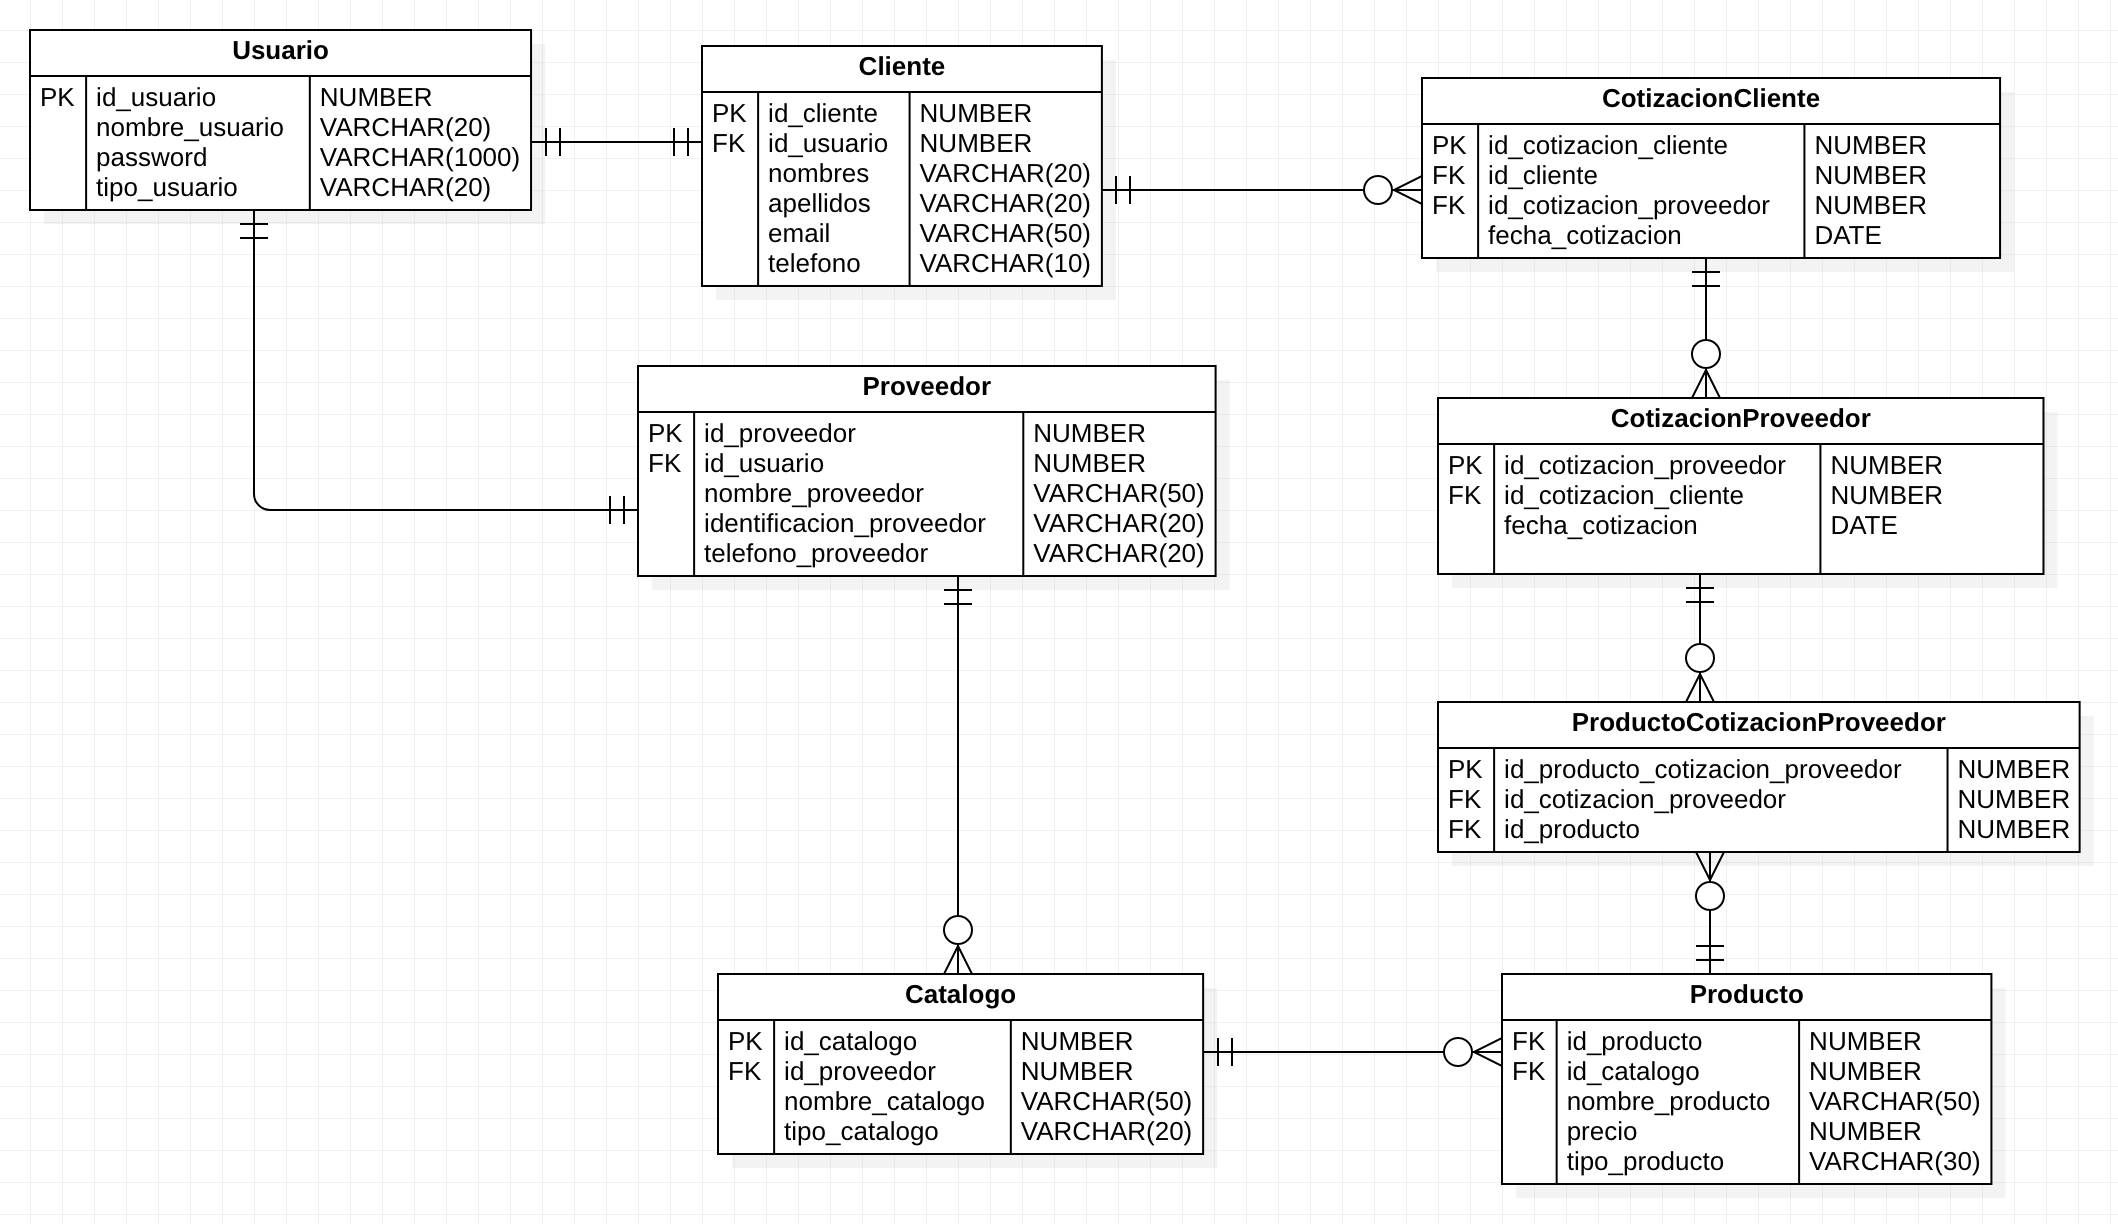 Usuario
PK id_usuario NUMBER
nombre_usuario VARCHAR(20)
password VARCHAR(1000)
tipo_usuario VARCHAR(20)
Cliente
PK id_cliente NUMBER
FK id_usuario NUMBER
nombres VARCHAR(20)
apellidos VARCHAR(20)
email VARCHAR(50)
telefono VARCHAR(10)
CotizacionCliente
PK id_cotizacion_cliente NUMBER
FK id_cliente NUMBER
FK id_cotizacion_proveedor NUMBER
fecha_cotizacion DATE
Proveedor
PK id_proveedor NUMBER
FK id_usuario NUMBER
nombre_proveedor VARCHAR(50)
identificacion_proveedor VARCHAR(20)
telefono_proveedor VARCHAR(20)
CotizacionProveedor
PK id_cotizacion_proveedor NUMBER
FK id_cotizacion_cliente NUMBER
fecha_cotizacion DATE
ProductoCotizacionProveedor
PK id_producto_cotizacion_proveedor NUMBER
FK id_cotizacion_proveedor NUMBER
FK id_producto NUMBER
Catalogo
PK id_catalogo NUMBER
FK id_proveedor NUMBER
nombre_catalogo VARCHAR(50)
tipo_catalogo VARCHAR(20)
Producto
FK id_producto NUMBER
FK id_catalogo NUMBER
nombre_producto VARCHAR(50)
precio NUMBER
tipo_producto VARCHAR(30)